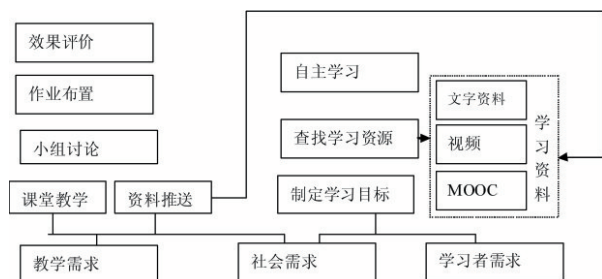 效果评价
自主学习
作业布置
文字资料
查找学习资源
视频
学习资料
小组讨论
课堂教学
资料推送
制定学习目标
MOOC
教学需求
社会需求
学习者需求